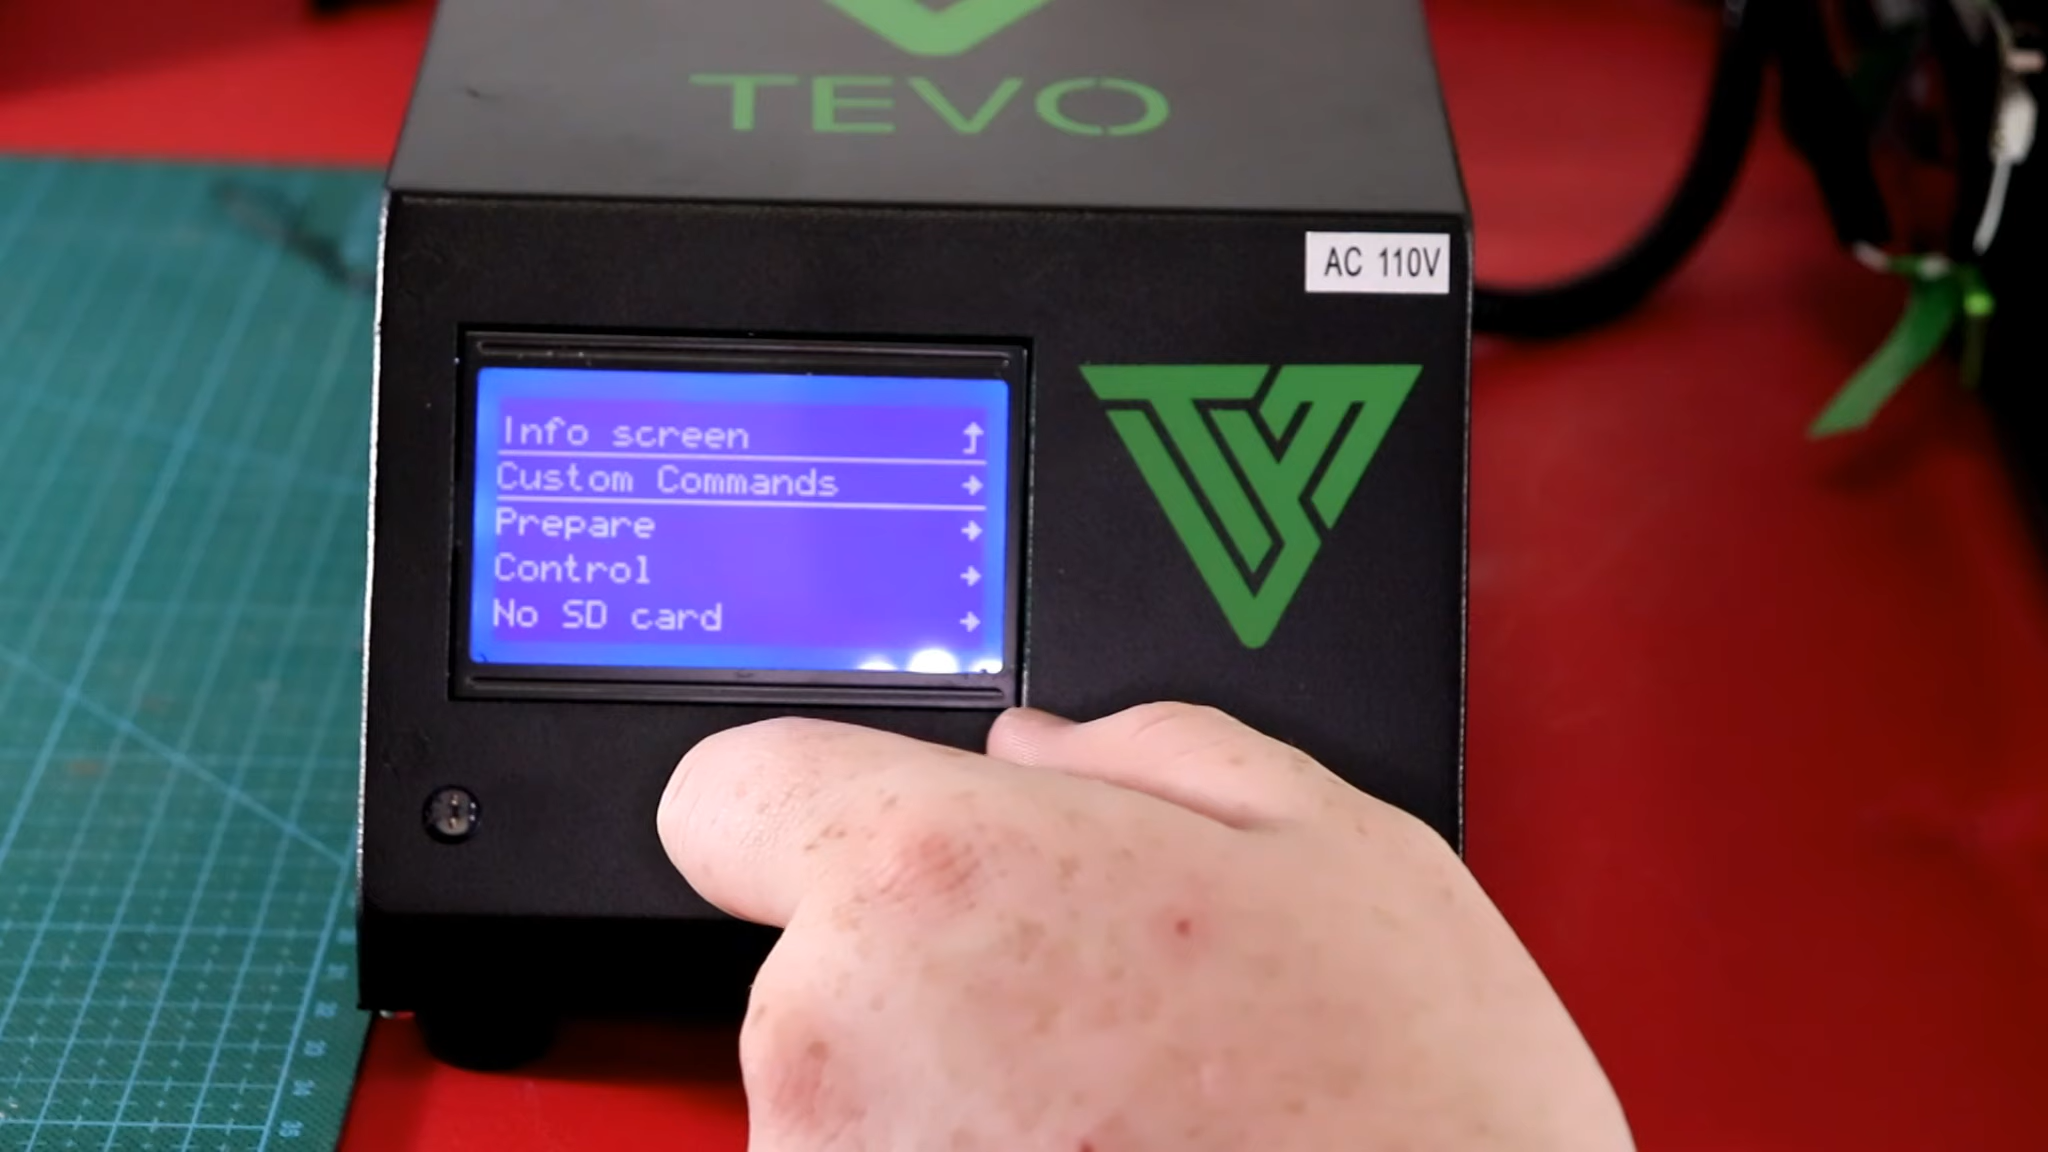 TEVO
AC 110V
Info screen
Custom Commands
Prepare
Control
No SD card